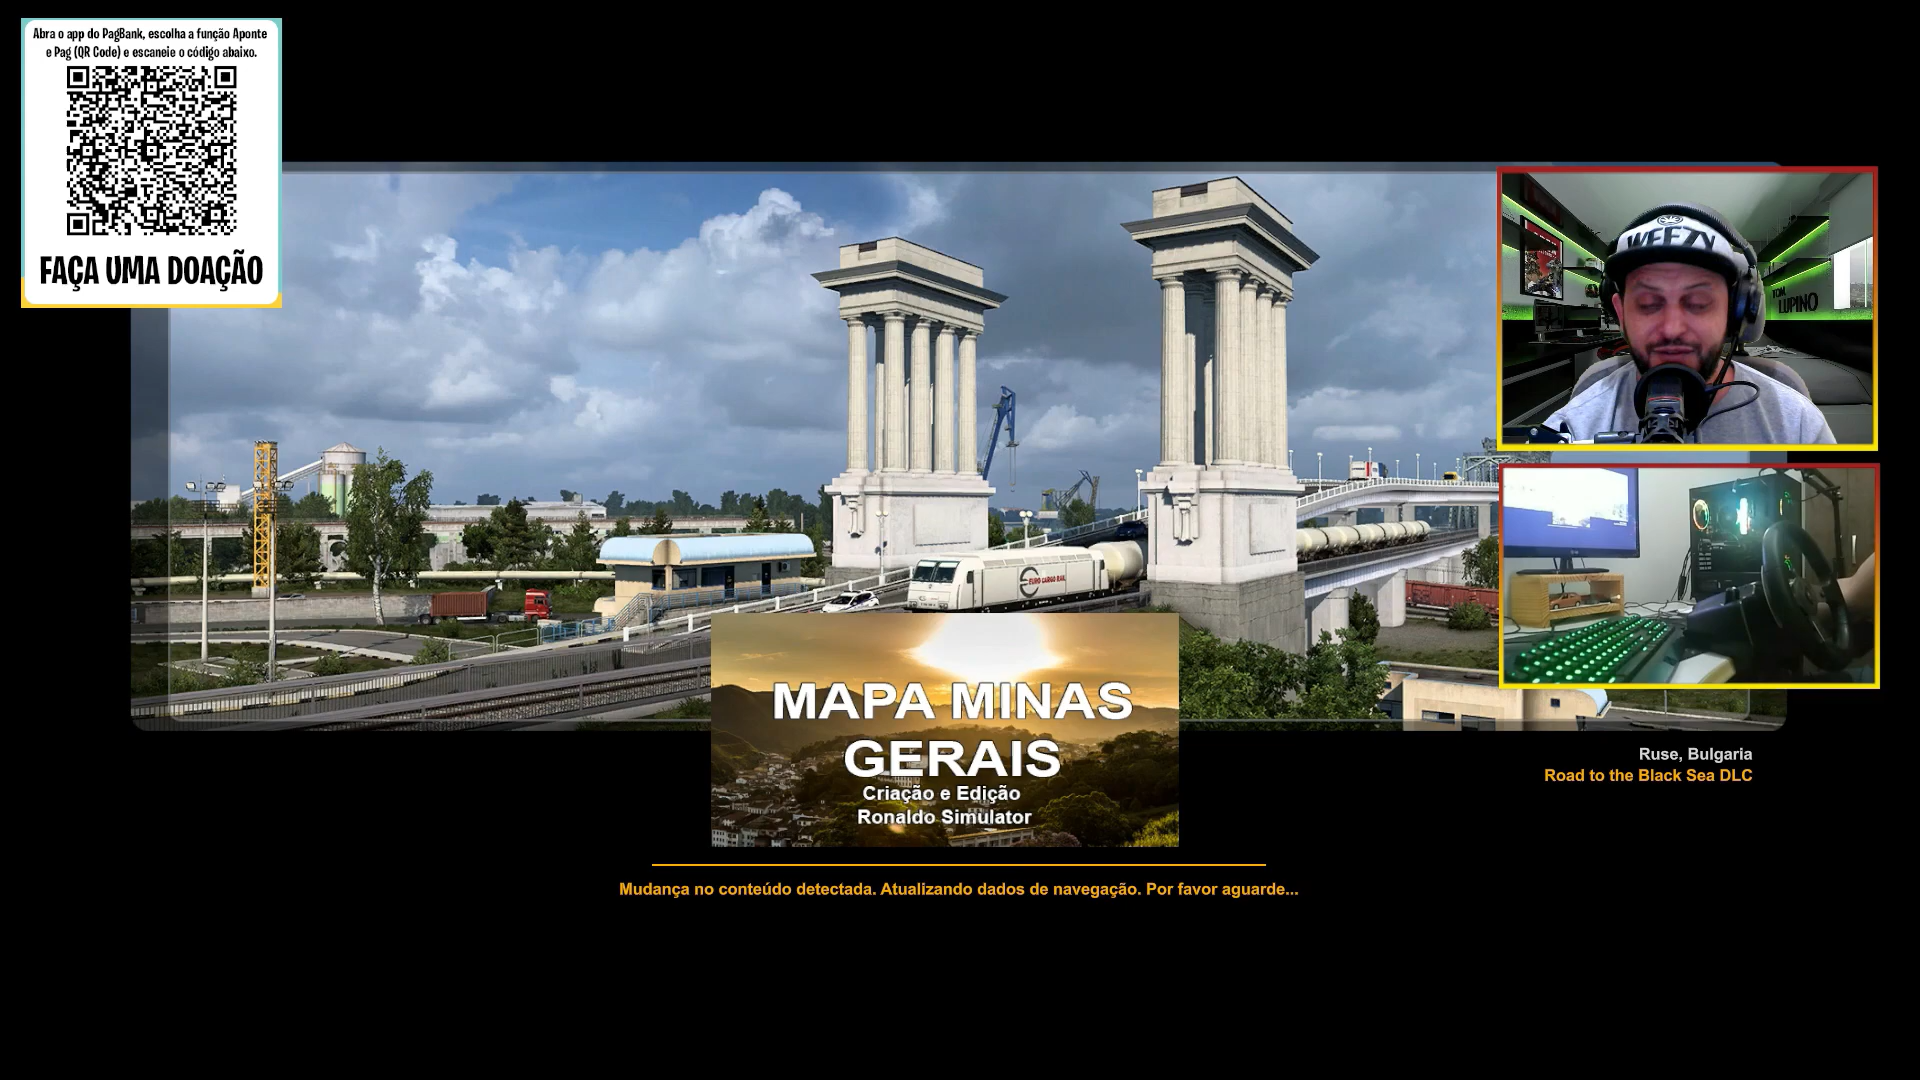 Abra o app do PagBank, escolha a função Aponte
e Pag (QR Code) e escaneie o código abaixo.
FAÇA UMA DOAÇÃO
WEEZY
TOM
LUPINO
EURO CARGO RAIL
MAPA MINAS
GERAIS
Criação e Edição
Ronaldo Simulator
Ruse, Bulgaria
Road to the Black Sea DLC
Mudança no conteúdo detectada. Atualizando dados de navegação. Por favor aguarde...